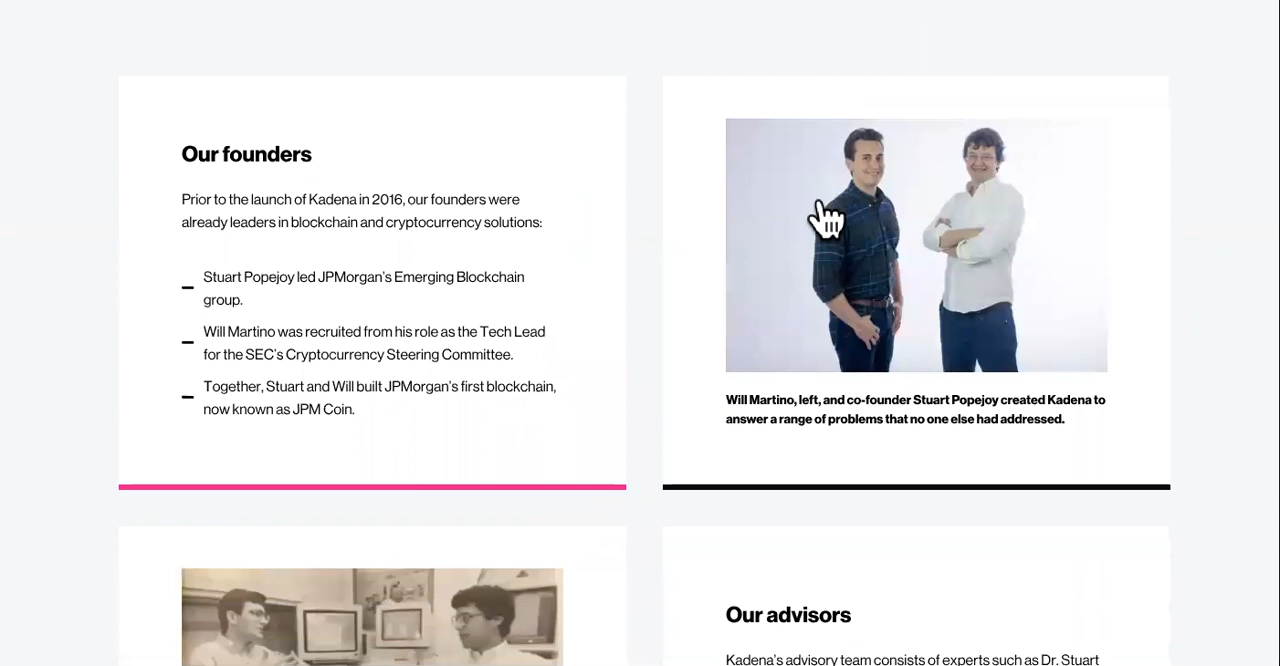 Our founders
Prior to the launch of Kadena in 2016, our founders were
already leaders in blockchain and cryptocurrency solutions:
Stuart Popejoy led JPMorgan's Emerging Blockchain
group.
Will Martino was recruited from his role as the Tech Lead
for the SEC's Cryptocurrency Steering Committee.
Together, Stuart and Will built JPMorgan's first blockchain,
now known as JPM Coin.
Will Martino, left, and co-founder Stuart Popejoy created Kadena to
answer a range of problems that no one else had addressed.
Our advisors
Kadena's advisory team consists of experts such as Dr. Stuart